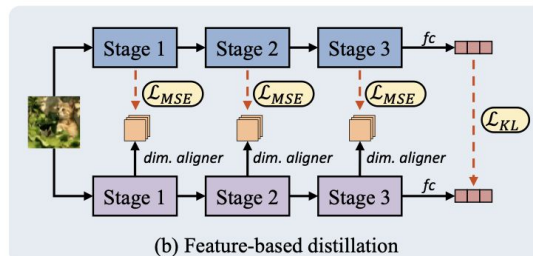 Stage 1 Stage 2 Stage 3 fc
ℒMSE ℒMSE ℒMSE
ℒKL
dim. aligner dim. aligner dim. aligner
Stage 1 Stage 2 Stage 3 fc
(b) Feature-based distillation